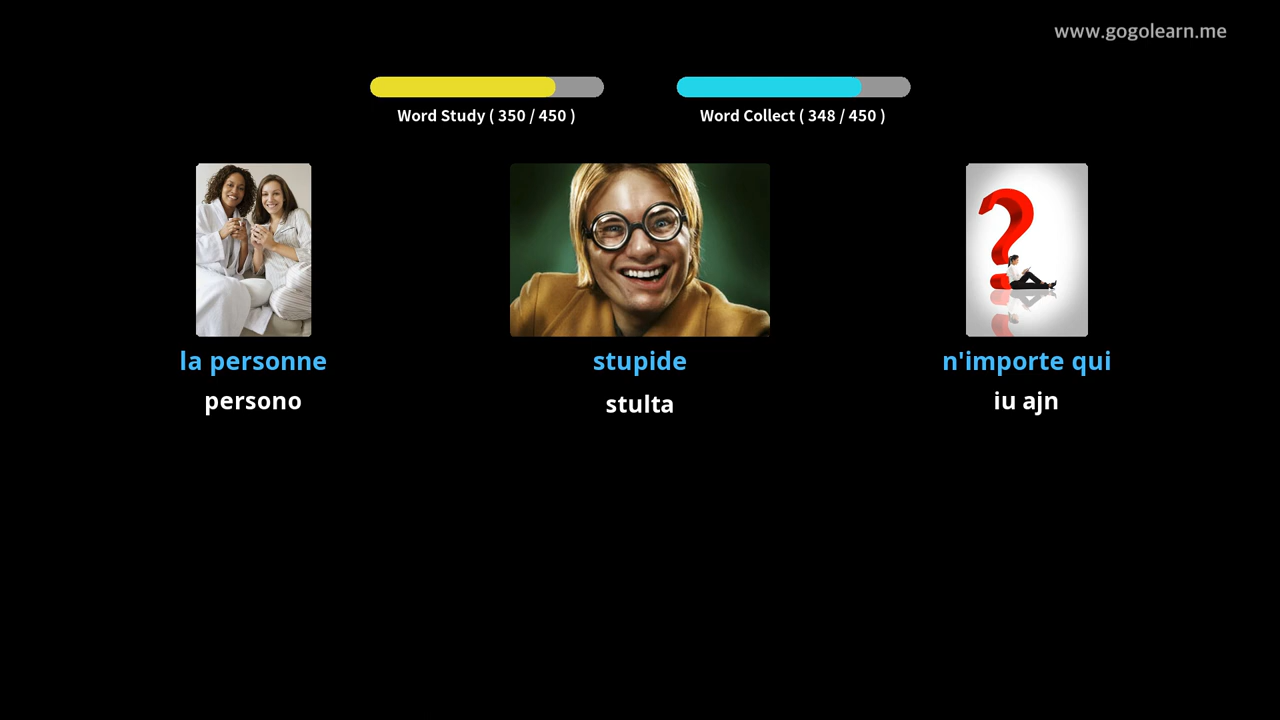 www.gogolearn.me
Word Study ( 350 / 450 )
Word Collect ( 348 / 450 )
la personne
persono
stupide
stulta
n'importe qui
iu ajn